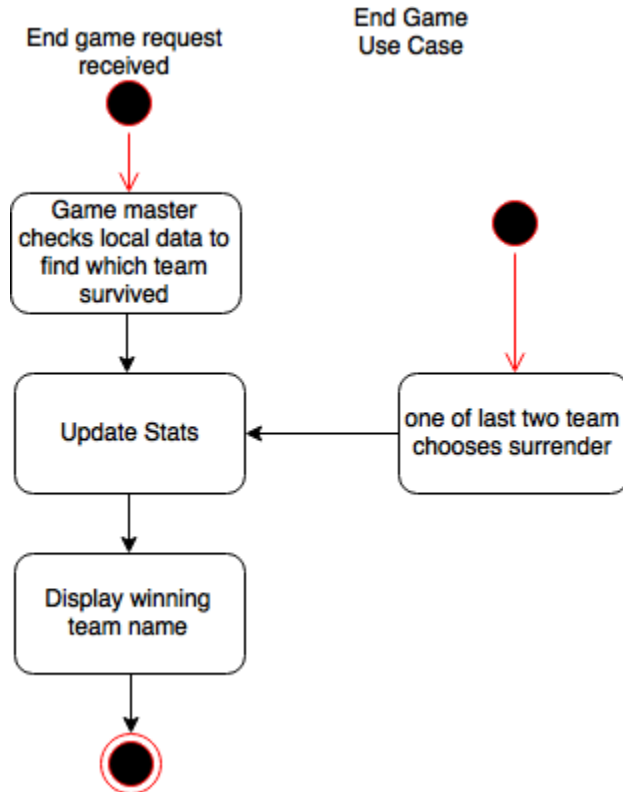 End game request
received
End Game
Use Case
Game master
checks local data to
find which team
survived
Update Stats
one of last two team
chooses surrender
Display winning
team name